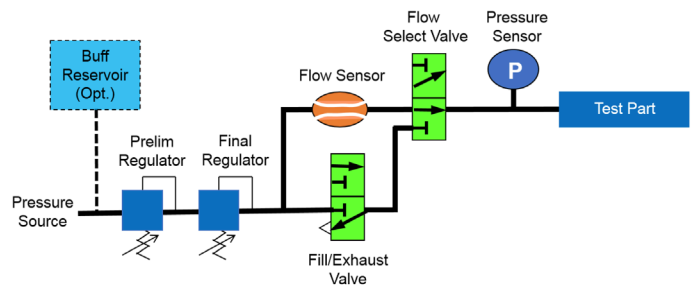 Flow
Select Valve
Pressure
Sensor
Buff
Reservoir
(Opt.)
Flow Sensor
P
Test Part
Prelim
Regulator
Final
Regulator
Pressure
Source
Fill/Exhaust
Valve